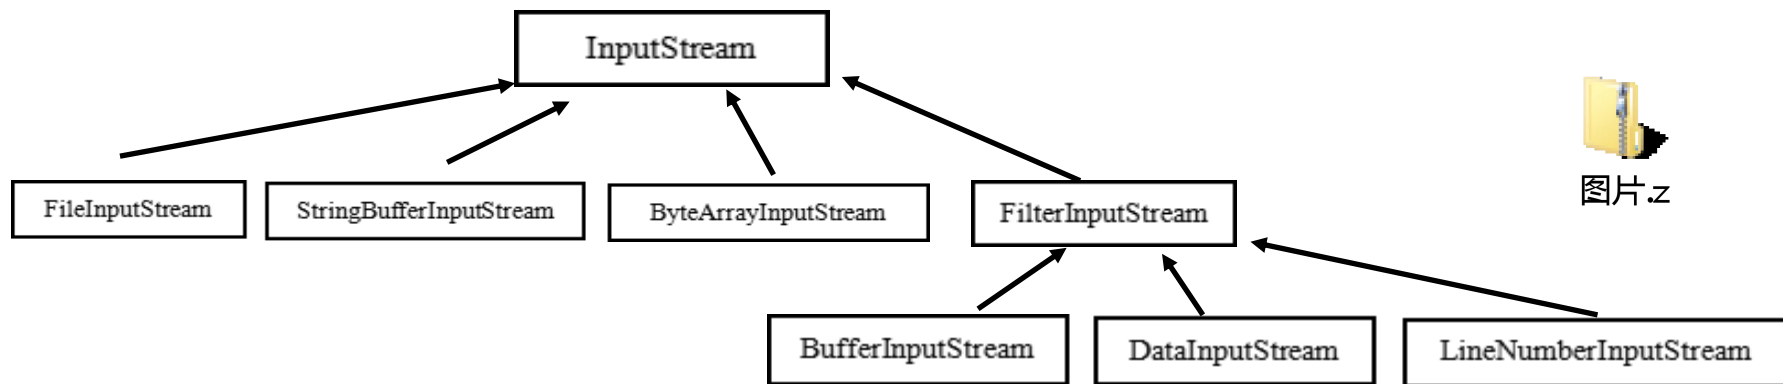 InputStream
图片.z
FileInputStream
StringBufferInputStream
ByteArrayInputStream
FilterInputStream
BufferInputStream
DataInputStream
LineNumberInputStream